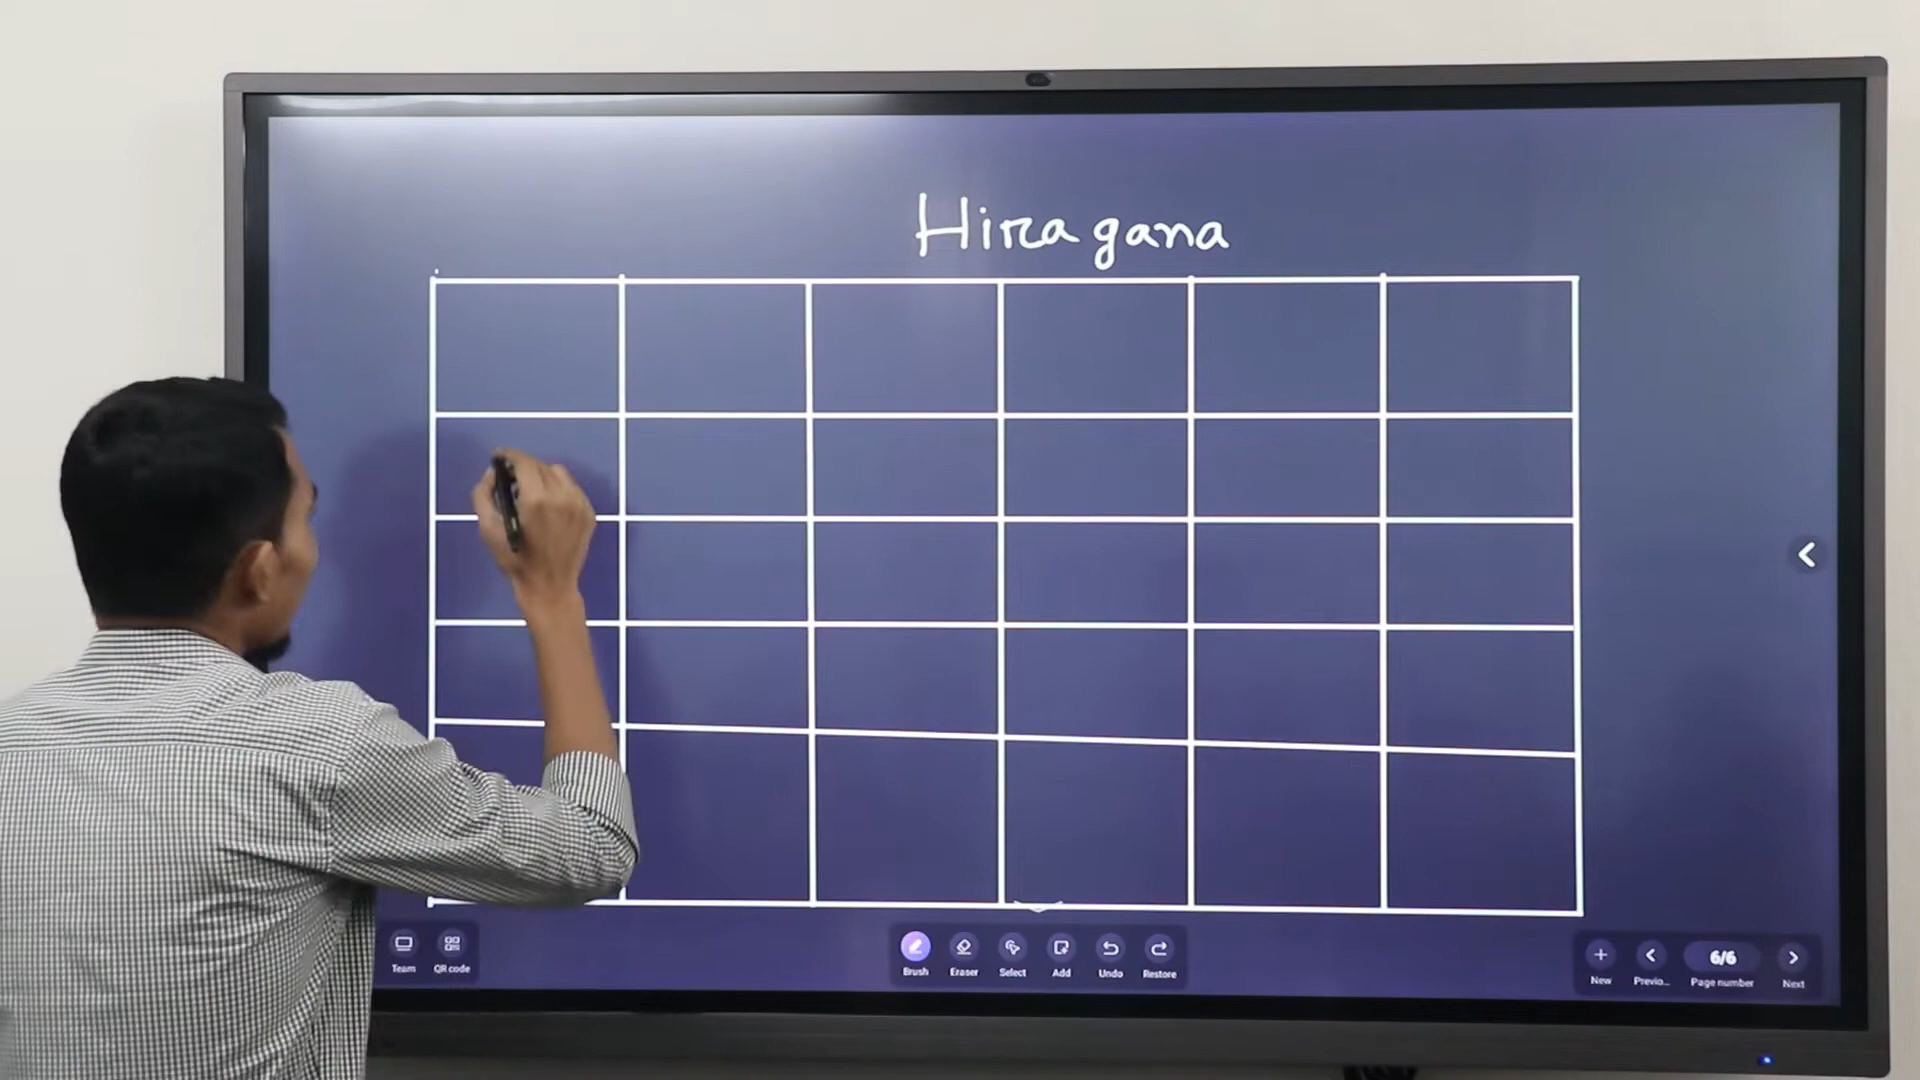 Hiragana
Team
QR code
Brush
Eraser
Select
Add
Undo
Restore
New
Previo...
6/6
Page number
Next